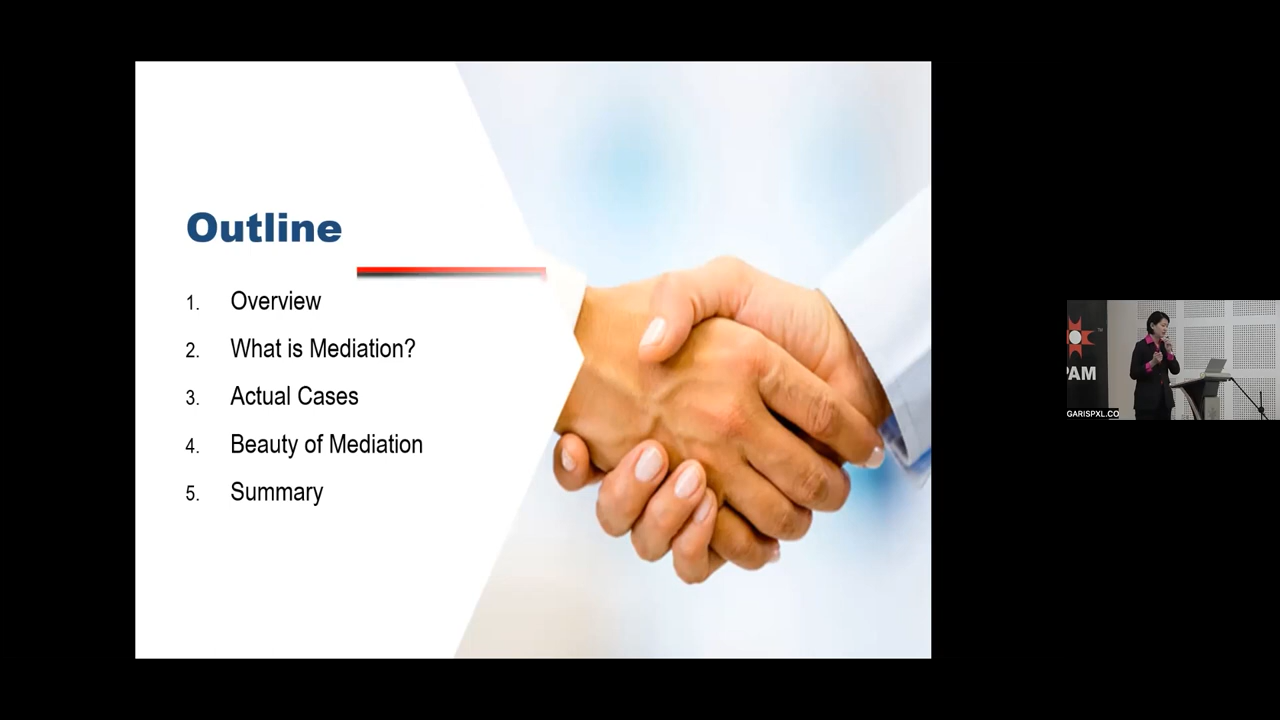 Outline
1. Overview
2. What is Mediation?
3. Actual Cases
4. Beauty of Mediation
5. Summary
PAM
GARISPXL.CO